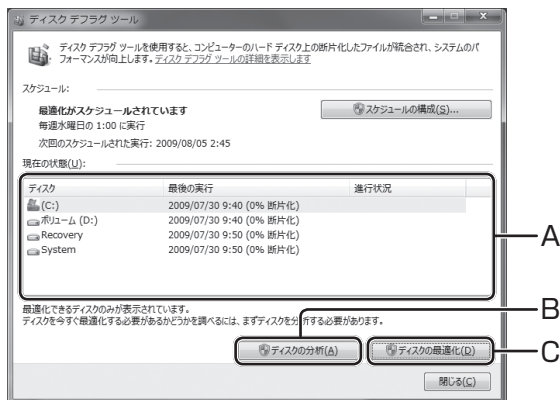 ディスク デフラグ ツール
ディスク デフラグ ツールを使用すると、コンピューターのハード ディスク上の断片化したファイルが統合され、システムのパ
フォーマンスが向上します。ディスク デフラグ ツールの詳細を表示します
スケジュール:
最適化がスケジュールされています
毎週水曜日の 1:00 に実行
次回のスケジュールされた実行: 2009/08/05 2:45
スケジュールの構成(S)...
現在の状態(U):
ディスク 最後の実行 進行状況
(C:) 2009/07/30 9:40 (0% 断片化)
ボリューム (D:) 2009/07/30 9:40 (0% 断片化)
Recovery 2009/07/30 9:50 (0% 断片化)
System 2009/07/30 9:50 (0% 断片化)
A
最適化できるディスクのみが表示されています。
ディスクを今すぐ最適化する必要があるかどうかを調べるには、まずディスクを分析する必要があります。
B
ディスクの分析(A) ディスクの最適化(D)
C
閉じる(C)